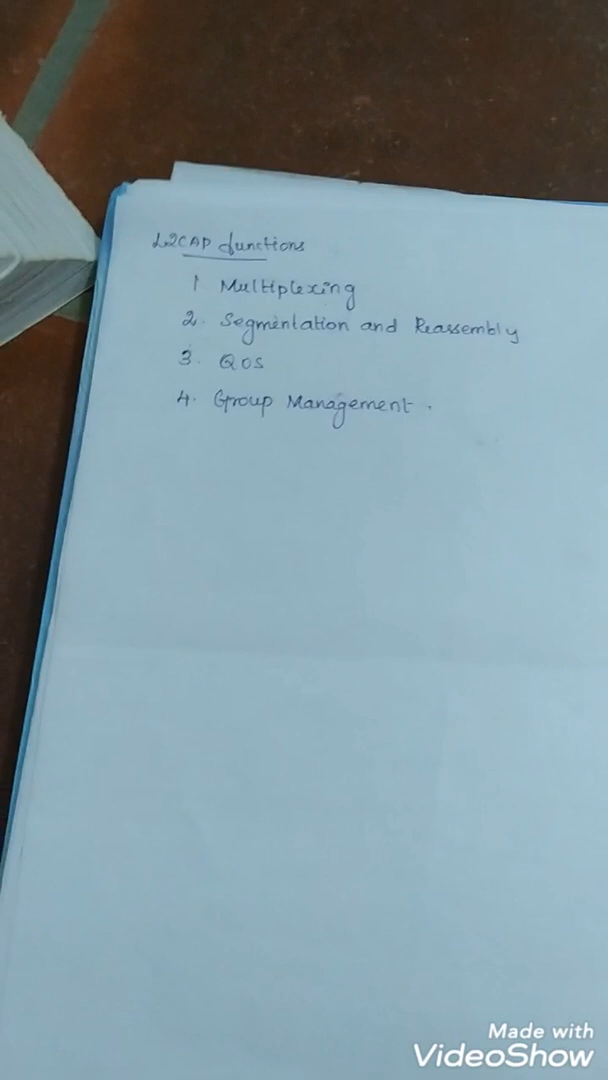 L2CAP functions
1 Multiplexing
2. Segmentation and Reassembly
3. QOS
4. Group Management.
Made with
VideoShow